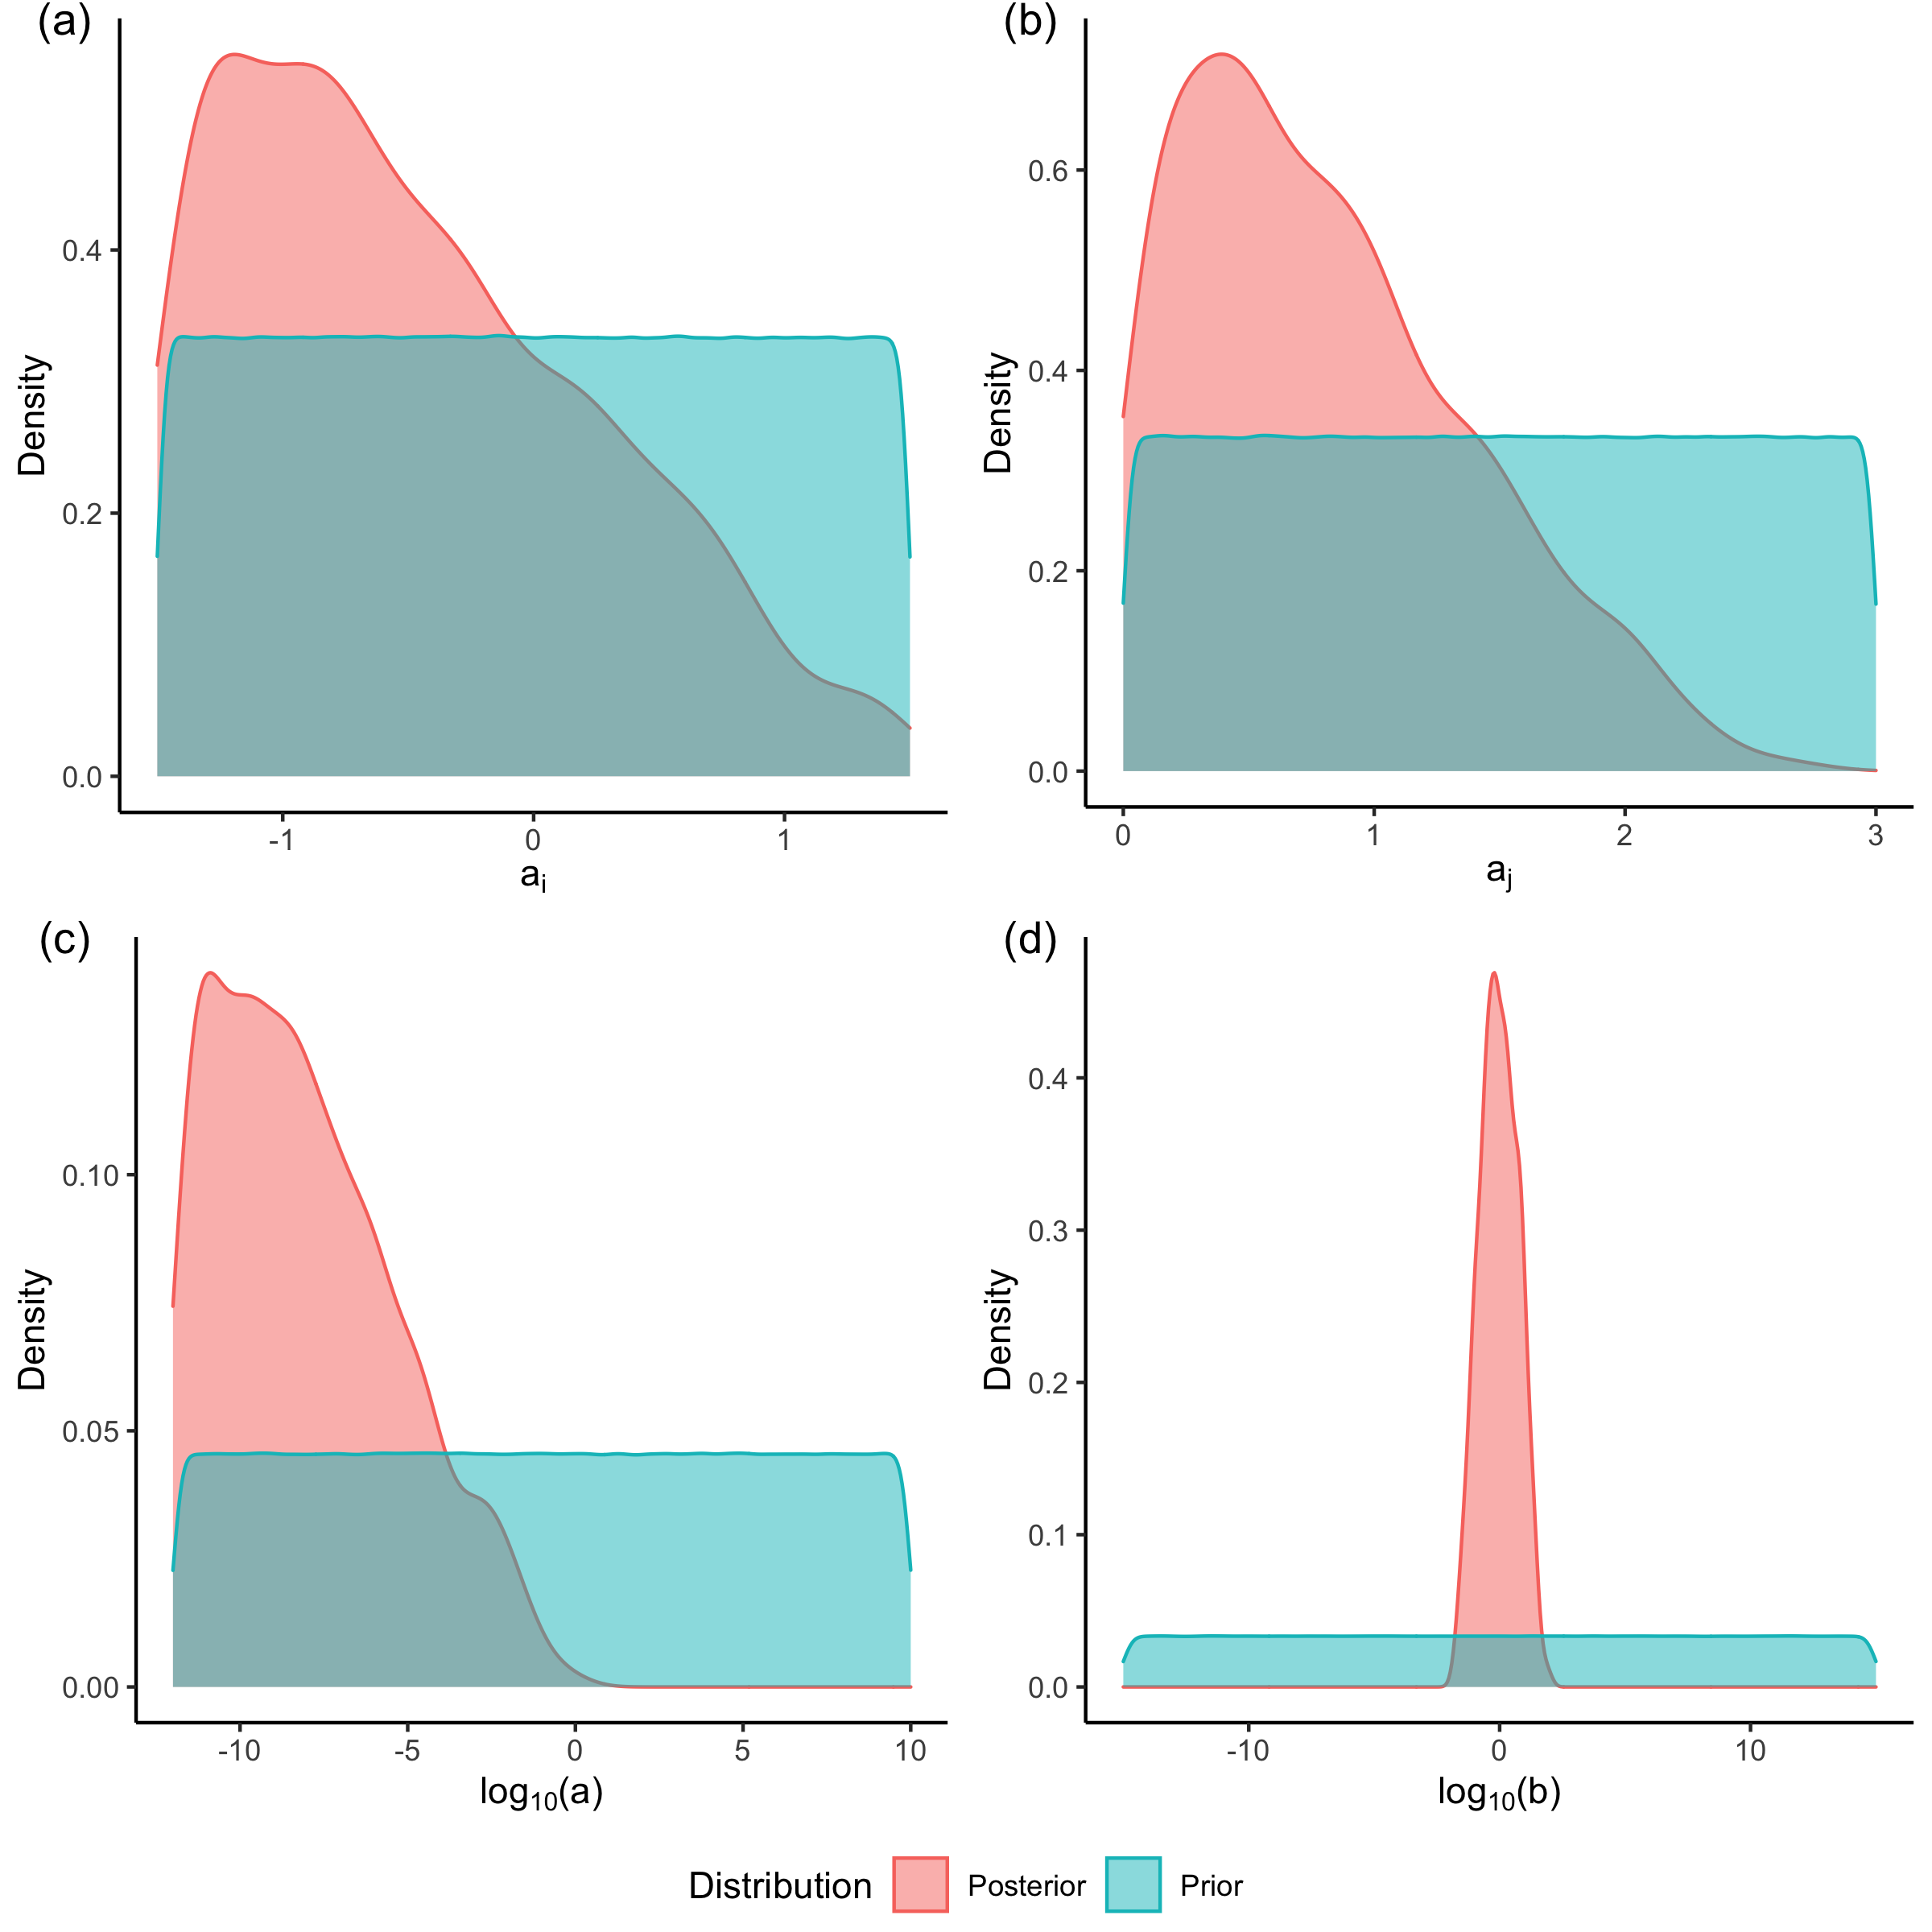 (a)
Density
0.4
0.2
0.0
-1 0 1
aᵢ
(b)
Density
0.6
0.4
0.2
0.0
0 1 2 3
aⱼ
(c)
Density
0.10
0.05
0.00
-10 -5 0 5 10
log₁₀(a)
(d)
Density
0.4
0.3
0.2
0.1
0.0
-10 0 10
log₁₀(b)
Distribution Posterior Prior